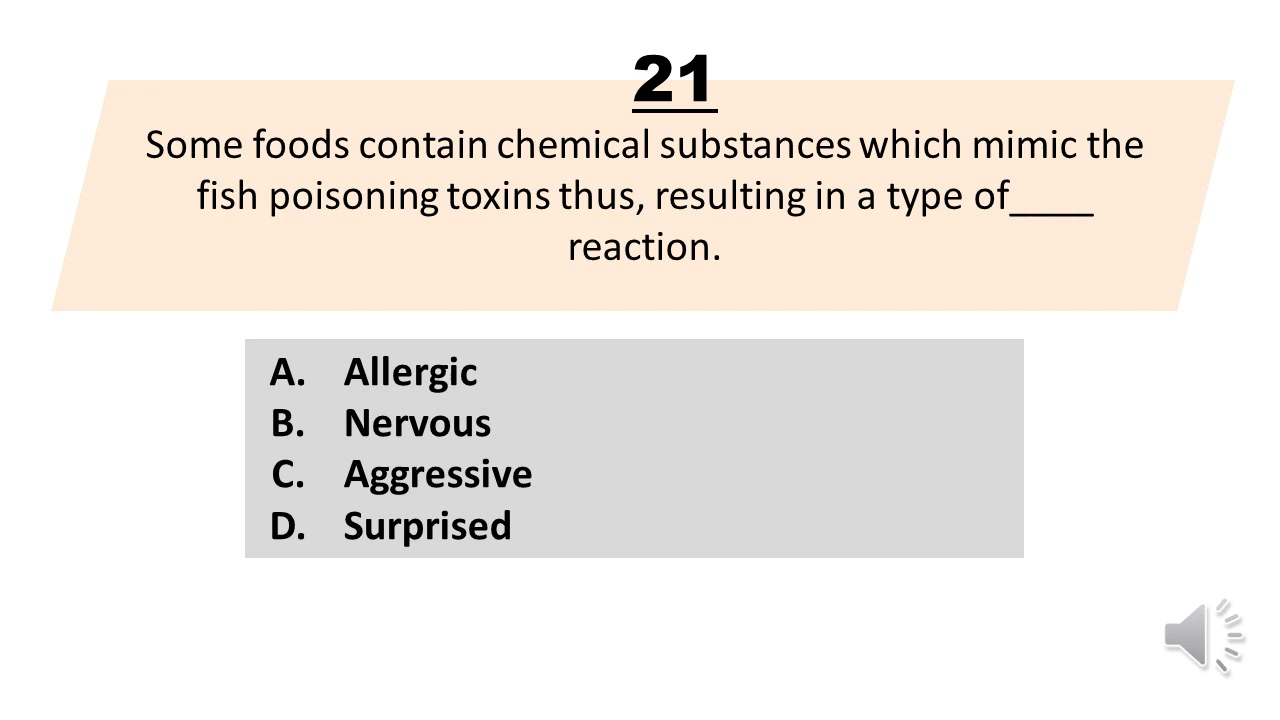 21
Some foods contain chemical substances which mimic the
fish poisoning toxins thus, resulting in a type of____
reaction.
A. Allergic
B. Nervous
C. Aggressive
D. Surprised